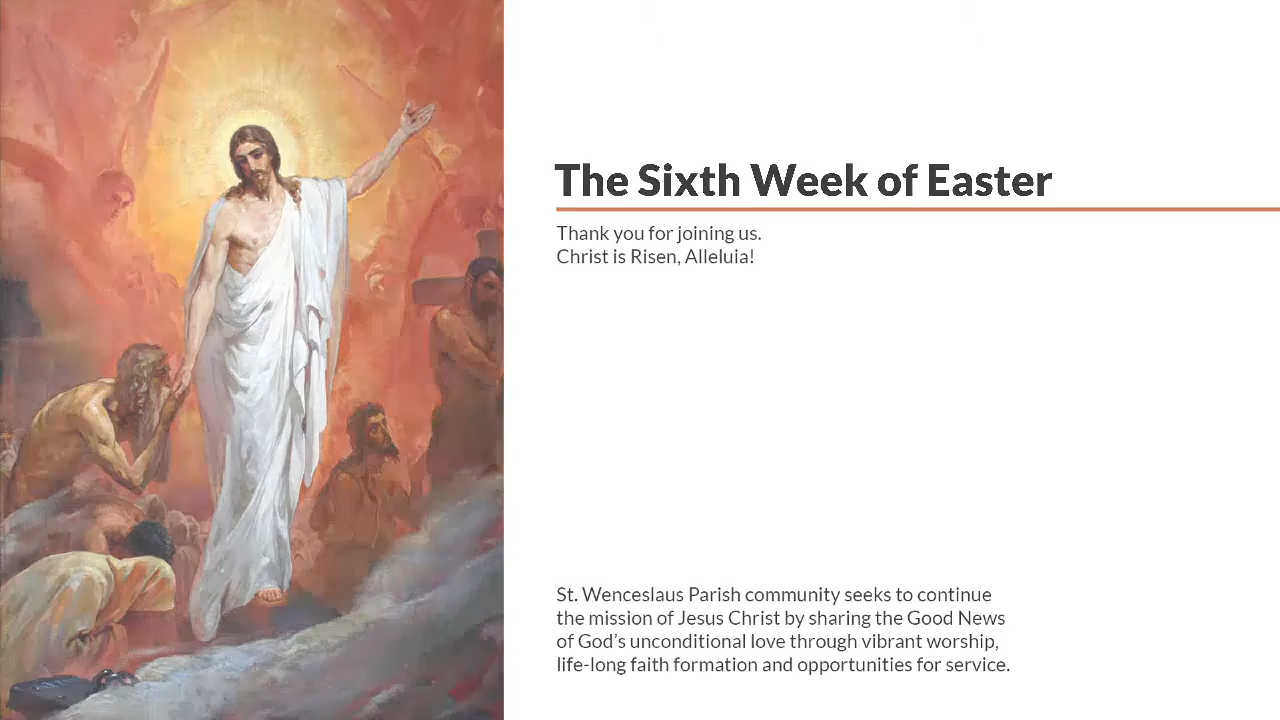 The Sixth Week of Easter
Thank you for joining us.
Christ is Risen, Alleluia!
St. Wenceslaus Parish community seeks to continue
the mission of Jesus Christ by sharing the Good News
of God’s unconditional love through vibrant worship,
life-long faith formation and opportunities for service.